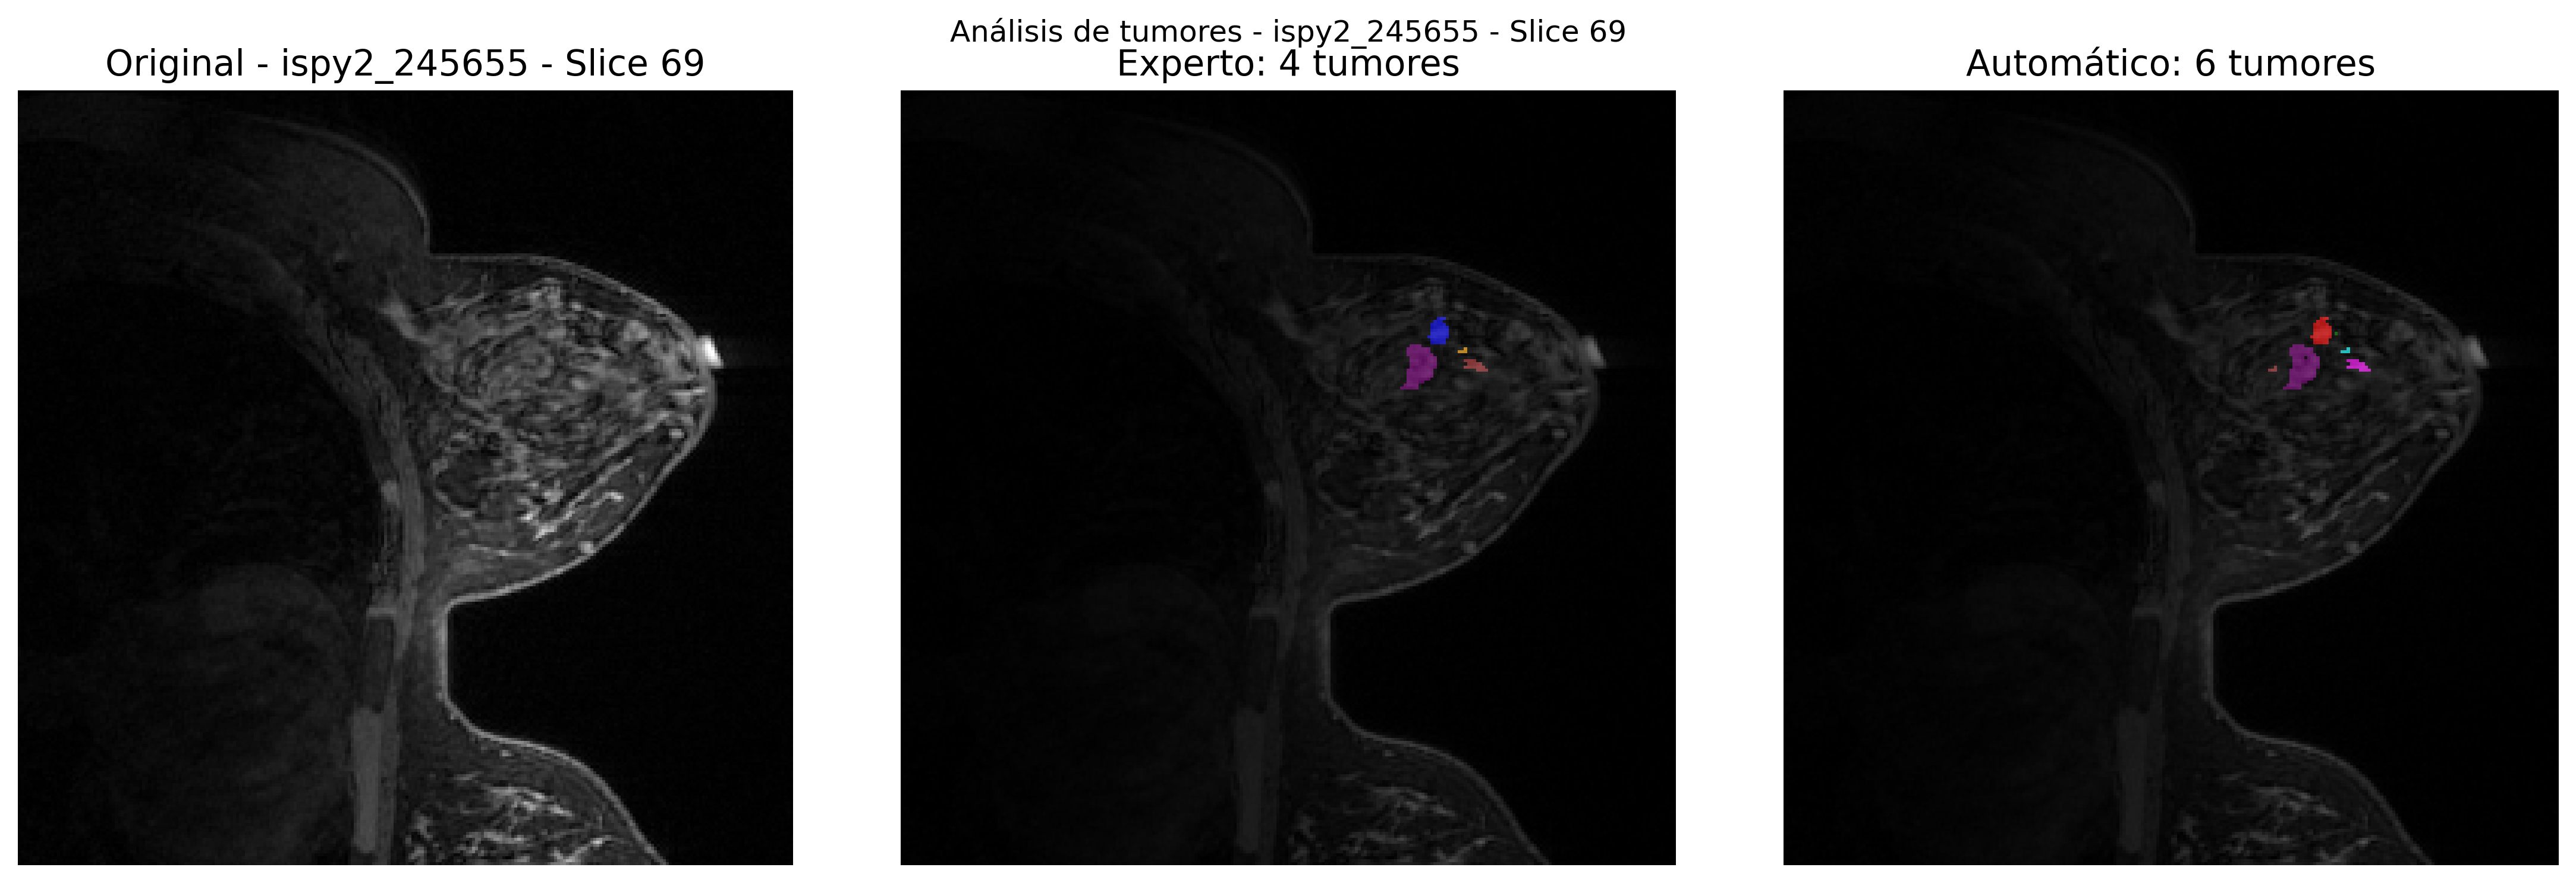 Análisis de tumores - ispy2_245655 - Slice 69
Original - ispy2_245655 - Slice 69
Experto: 4 tumores
Automático: 6 tumores